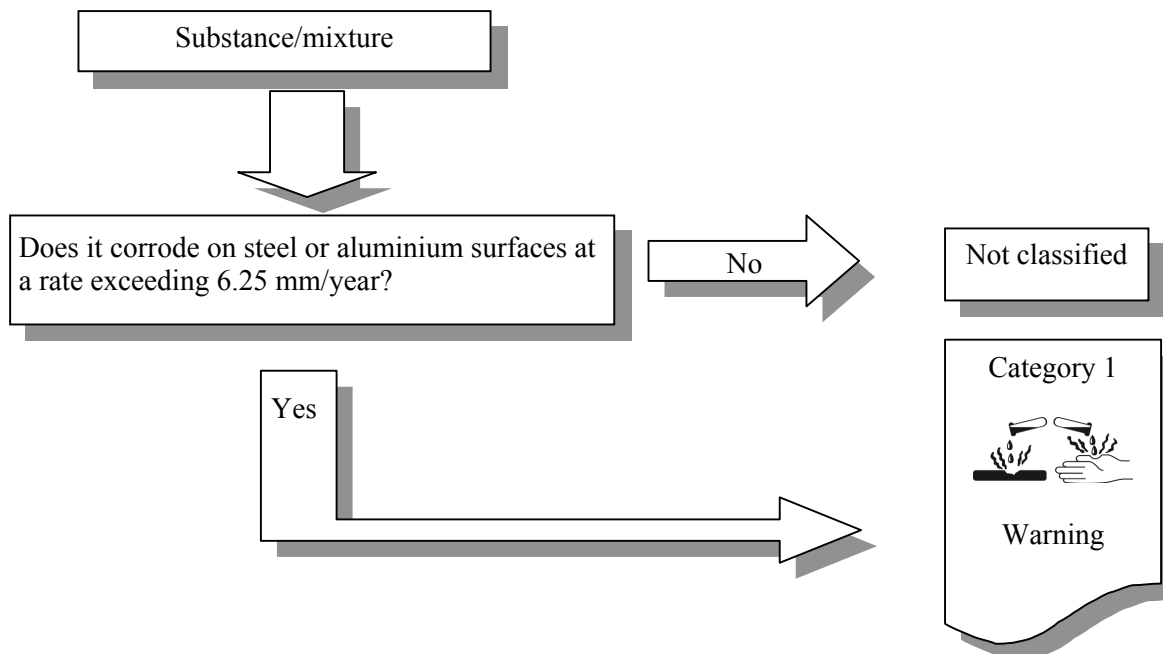 Substance/mixture
Does it corrode on steel or aluminium surfaces at
a rate exceeding 6.25 mm/year?
No
Not classified
Yes
Category 1
Warning